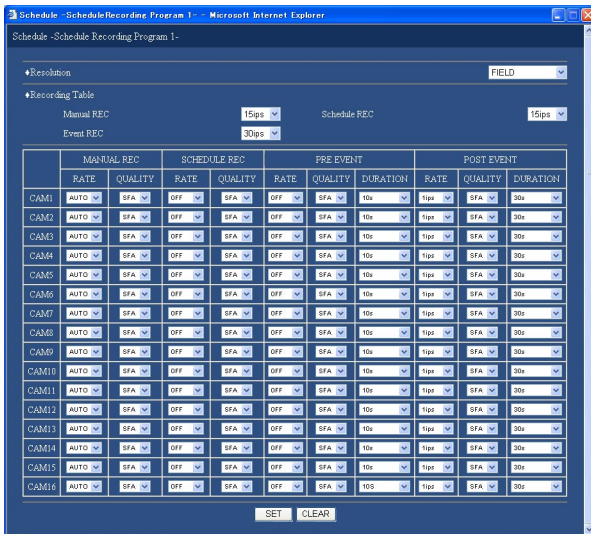 Schedule -ScheduleRecording Program 1- - Microsoft Internet Explorer
Schedule -Schedule Recording Program 1-
♦Resolution FIELD
♦Recording Table
Manual REC 15ips Schedule REC 15ips
Event REC 30ips
MANUAL REC SCHEDULE REC PRE EVENT POST EVENT
RATE QUALITY RATE QUALITY RATE QUALITY DURATION RATE QUALITY DURATION
CAM1 AUTO SFA OFF SFA OFF SFA 10s 1ips SFA 30s
CAM2 AUTO SFA OFF SFA OFF SFA 10s 1ips SFA 30s
CAM3 AUTO SFA OFF SFA OFF SFA 10s 1ips SFA 30s
CAM4 AUTO SFA OFF SFA OFF SFA 10s 1ips SFA 30s
CAM5 AUTO SFA OFF SFA OFF SFA 10s 1ips SFA 30s
CAM6 AUTO SFA OFF SFA OFF SFA 10s 1ips SFA 30s
CAM7 AUTO SFA OFF SFA OFF SFA 10s 1ips SFA 30s
CAM8 AUTO SFA OFF SFA OFF SFA 10s 1ips SFA 30s
CAM9 AUTO SFA OFF SFA OFF SFA 10s 1ips SFA 30s
CAM10 AUTO SFA OFF SFA OFF SFA 10s 1ips SFA 30s
CAM11 AUTO SFA OFF SFA OFF SFA 10s 1ips SFA 30s
CAM12 AUTO SFA OFF SFA OFF SFA 10s 1ips SFA 30s
CAM13 AUTO SFA OFF SFA OFF SFA 10s 1ips SFA 30s
CAM14 AUTO SFA OFF SFA OFF SFA 10s 1ips SFA 30s
CAM15 AUTO SFA OFF SFA OFF SFA 10s 1ips SFA 30s
CAM16 AUTO SFA OFF SFA OFF SFA 10S 1ips SFA 30s
SET CLEAR